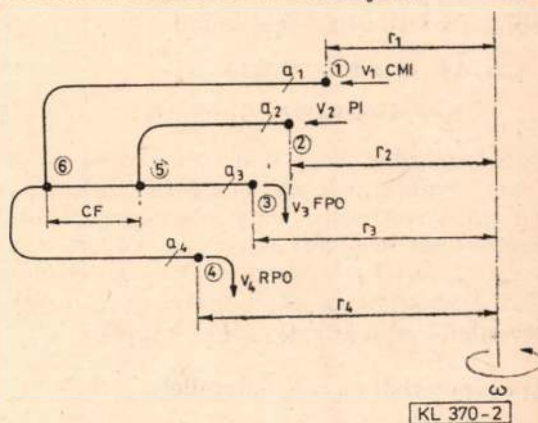 r₁
a₁
①
v₁ CMI
a₂
v₂ PI
②
r₂
⑥
⑤
a₃
③
CF
v₃ FPO
r₃
a₄
④
v₄ RPO
r₄
ω
KL 370-2